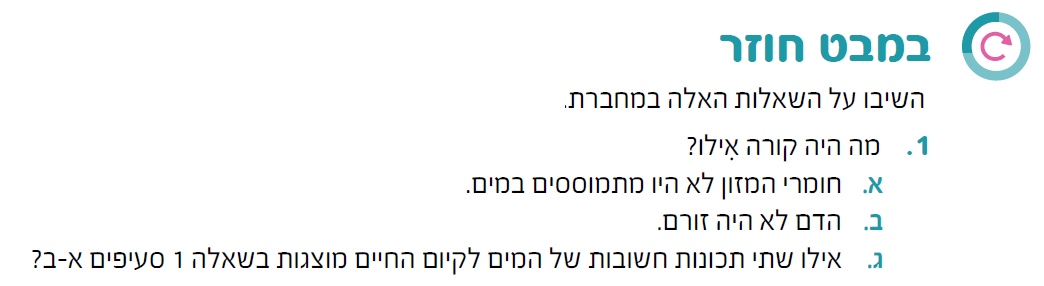 במבט חוזר
השיבו על השאלות האלה במחברת.
1. מה היה קורה אִילו?
א. חומרי המזון לא היו מתמוססים במים.
ב. הדם לא היה זורם.
ג. אילו שתי תכונות חשובות של המים לקיום החיים מוצגות בשאלה 1 סעיפים א-ב?